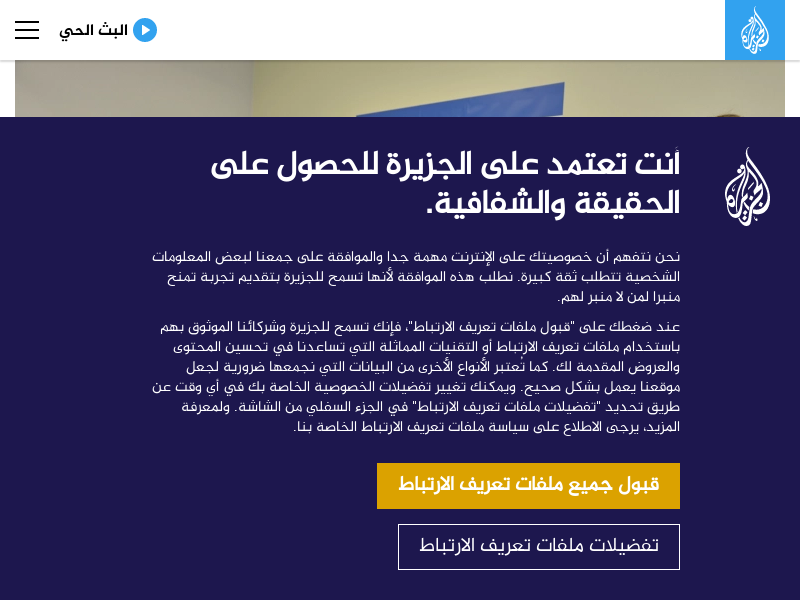 البث الحي
أنت تعتمد على الجزيرة للحصول على
الحقيقة والشفافية.
نحن نتفهم أن خصوصيتك على الإنترنت مهمة جدا والموافقة على جمعنا لبعض المعلومات
الشخصية تتطلب ثقة كبيرة. نطلب هذه الموافقة لأنها تسمح للجزيرة بتقديم تجربة تمنح
منبرا لمن لا منبر لهم.
عند ضغطك على "قبول ملفات تعريف الارتباط"، فإنك تسمح للجزيرة وشركائنا الموثوق بهم
باستخدام ملفات تعريف الارتباط أو التقنيات المماثلة التي تساعدنا في تحسين المحتوى
والعروض المقدمة لك. كما تُعتبر الأنواع الأخرى من البيانات التي نجمعها ضرورية لجعل
موقعنا يعمل بشكل صحيح. ويمكنك تغيير تفضيلات الخصوصية الخاصة بك في أي وقت عن
طريق تحديد "تفضيلات ملفات تعريف الارتباط" في الجزء السفلي من الشاشة. ولمعرفة
المزيد، يرجى الاطلاع على سياسة ملفات تعريف الارتباط الخاصة بنا.
قبول جميع ملفات تعريف الارتباط
تفضيلات ملفات تعريف الارتباط